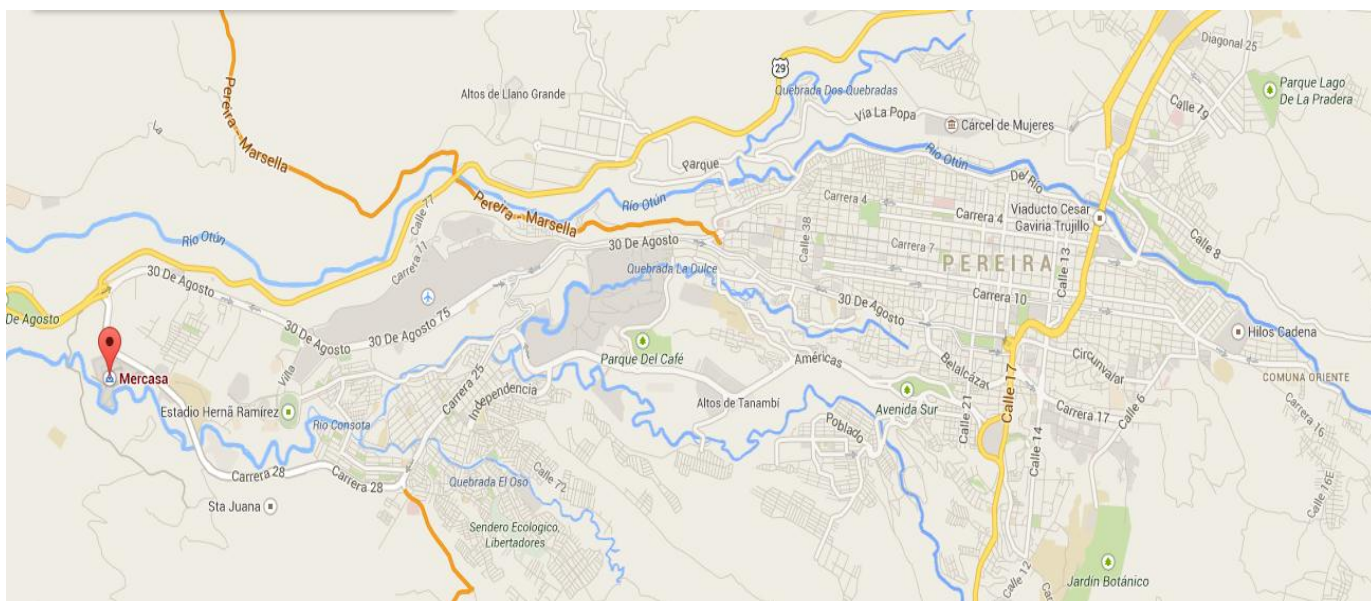 Diagonal 25
29
Quebrada Dos Quebradas
Parque Lago
De La Pradera
Altos de Llano Grande
Calle 19
Via La Popa
Cárcel de Mujeres
Pereira - Marsella
La
Parque
Río Otún
Río Otún
Del Río
Pereira - Marsella
Calle 77
Río Otún
Carrera 4
Carrera 4
Calle 38
Viaducto Cesar
Gaviria Trujillo
Calle 8
Carrera 71
30 De Agosto
Carrera 7
Calle 13
PEREIRA
Quebrada La Dulce
30 De Agosto
Carrera 10
30 De Agosto
De Agosto
30 De Agosto
30 De Agosto 75
Hilos Cadena
Parque Del Café
Américas
Belalcázar
Circunvalar
Mercasa
Villa
Carrera 25
COMUNA ORIENTE
Independencia
Altos de Tanambí
Avenida Sur
Calle 21
Calle 17
Carrera 17
Calle 6
Carrera 16
Estadio Hernã Ramírez
Rio Consota
Poblado
Calle 14
Carrera 28
Carrera 28
Quebrada El Oso
Calle 72
Calle 16E
Sta Juana
Sendero Ecologico,
Libertadores
Calle 12
Jardín Botánico